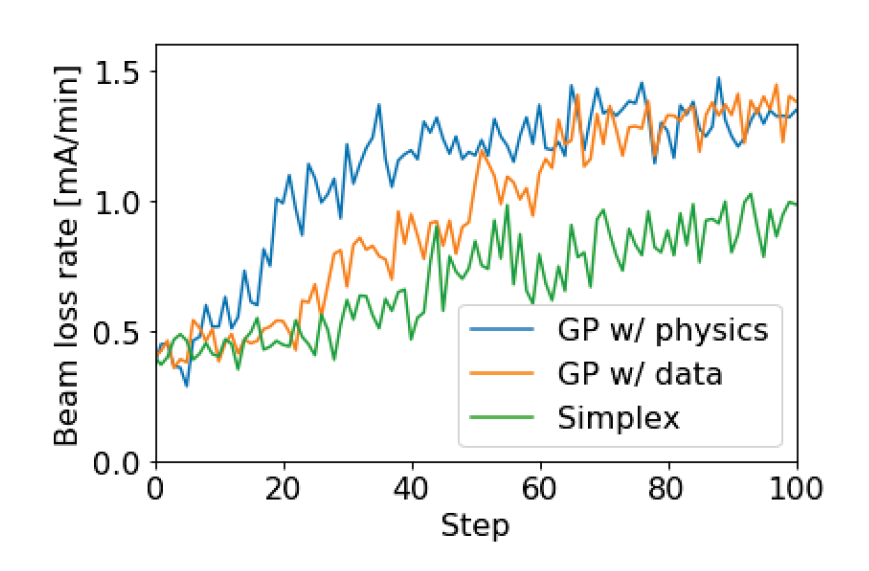 Beam loss rate [mA/min]
1.5
1.0
0.5
0.0
0 20 40 60 80 100
Step
GP w/ physics
GP w/ data
Simplex